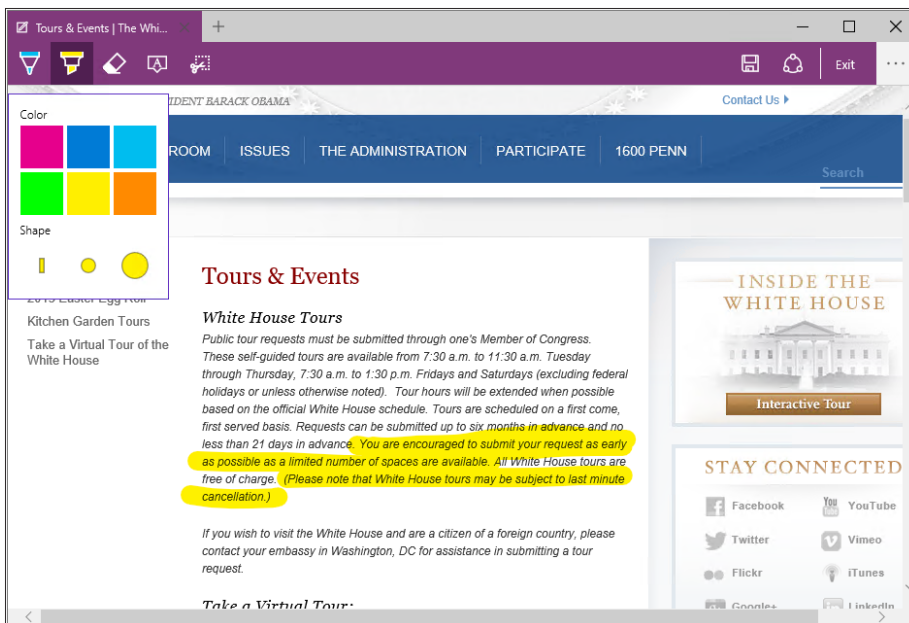 Tours & Events | The Whi...
Exit
Color
Shape
IDENT BARACK OBAMA
Contact Us
ROOM
ISSUES
THE ADMINISTRATION
PARTICIPATE
1600 PENN
Search
2015 Easter Egg Roll
Kitchen Garden Tours
Take a Virtual Tour of the
White House
Tours & Events
White House Tours
Public tour requests must be submitted through one's Member of Congress.
These self-guided tours are available from 7:30 a.m. to 11:30 a.m. Tuesday
through Thursday, 7:30 a.m. to 1:30 p.m. Fridays and Saturdays (excluding federal
holidays or unless otherwise noted). Tour hours will be extended when possible
based on the official White House schedule. Tours are scheduled on a first come,
first served basis. Requests can be submitted up to six months in advance and no
less than 21 days in advance. You are encouraged to submit your request as early
as possible as a limited number of spaces are available. All White House tours are
free of charge. (Please note that White House tours may be subject to last minute
cancellation.)
If you wish to visit the White House and are a citizen of a foreign country, please
contact your embassy in Washington, DC for assistance in submitting a tour
request.
Take a Virtual Tour:
INSIDE THE
WHITE HOUSE
Interactive Tour
STAY CONNECTED
Facebook
YouTube
Twitter
Vimeo
Flickr
iTunes
Google+
LinkedIn